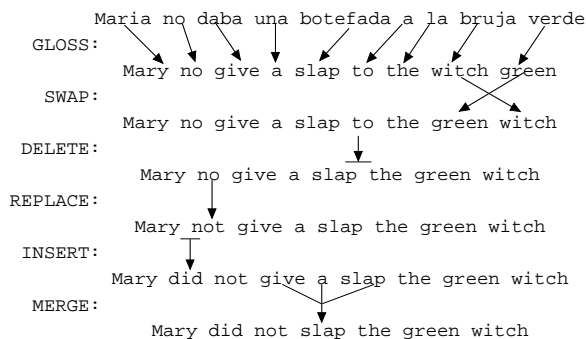 Maria no daba una botefada a la bruja verde
GLOSS:
Mary no give a slap to the witch green
SWAP:
Mary no give a slap to the green witch
DELETE:
Mary no give a slap the green witch
REPLACE:
Mary not give a slap the green witch
INSERT:
Mary did not give a slap the green witch
MERGE:
Mary did not slap the green witch